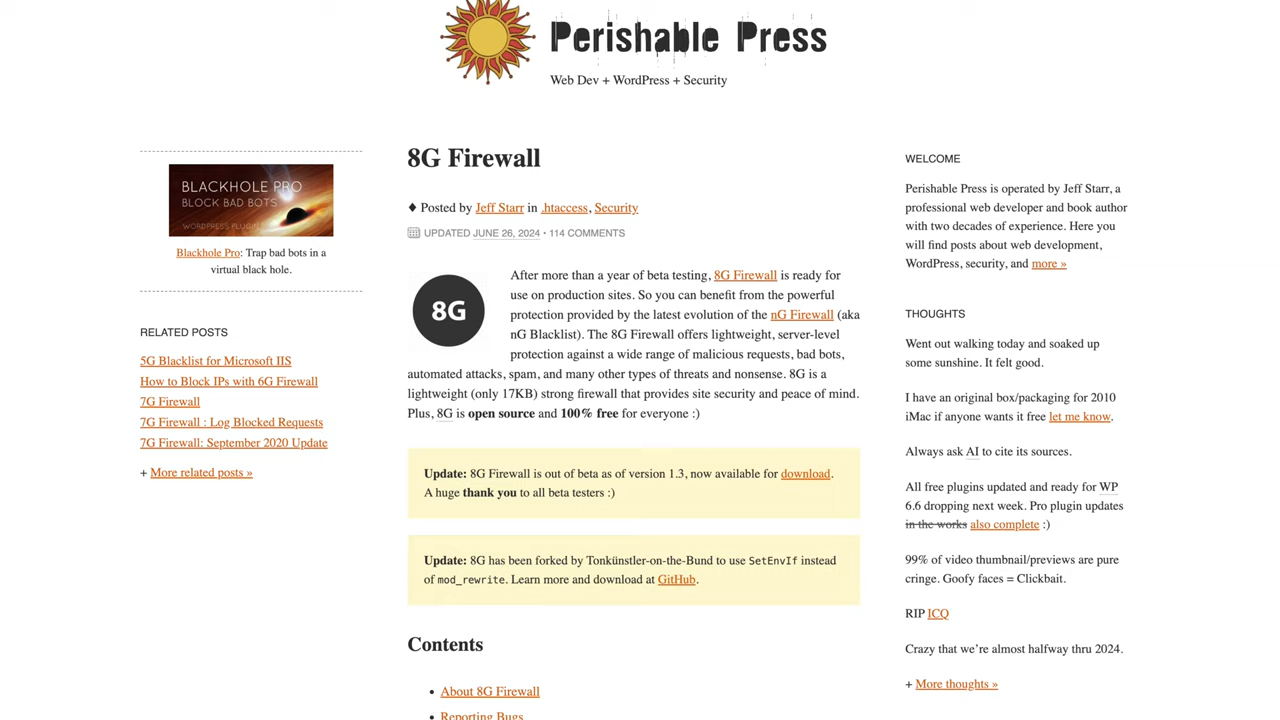 Perishable Press
Web Dev + WordPress + Security
BLACKHOLE PRO
BLOCK BAD BOTS
WORDPRESS PLUGIN
Blackhole Pro: Trap bad bots in a
virtual black hole.
RELATED POSTS
5G Blacklist for Microsoft IIS
How to Block IPs with 6G Firewall
7G Firewall
7G Firewall : Log Blocked Requests
7G Firewall: September 2020 Update
+ More related posts »
8G Firewall
♦ Posted by Jeff Starr in .htaccess, Security
UPDATED JUNE 26, 2024 • 114 COMMENTS
8G
After more than a year of beta testing, 8G Firewall is ready for
use on production sites. So you can benefit from the powerful
protection provided by the latest evolution of the nG Firewall (aka
nG Blacklist). The 8G Firewall offers lightweight, server-level
protection against a wide range of malicious requests, bad bots,
automated attacks, spam, and many other types of threats and nonsense. 8G is a
lightweight (only 17KB) strong firewall that provides site security and peace of mind.
Plus, 8G is open source and 100% free for everyone :)
Update: 8G Firewall is out of beta as of version 1.3, now available for download.
A huge thank you to all beta testers :)
Update: 8G has been forked by Tonkünstler-on-the-Bund to use SetEnvIf instead
of mod_rewrite. Learn more and download at GitHub.
Contents
• About 8G Firewall
• Reporting Bugs
WELCOME
Perishable Press is operated by Jeff Starr, a
professional web developer and book author
with two decades of experience. Here you
will find posts about web development,
WordPress, security, and more »
THOUGHTS
Went out walking today and soaked up
some sunshine. It felt good.
I have an original box/packaging for 2010
iMac if anyone wants it free let me know.
Always ask AI to cite its sources.
All free plugins updated and ready for WP
6.6 dropping next week. Pro plugin updates
in the works also complete :)
99% of video thumbnail/previews are pure
cringe. Goofy faces = Clickbait.
RIP ICQ
Crazy that we’re almost halfway thru 2024.
+ More thoughts »